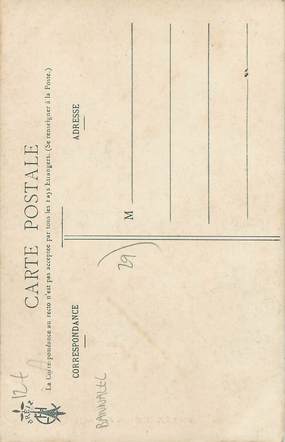 CARTE POSTALE
La Correspondance au recto n'est pas acceptée par tous les pays Etrangers. (Se renseigner à la Poste.)
CORRESPONDANCE
ADRESSE
M
29
BANNALEC
12 €